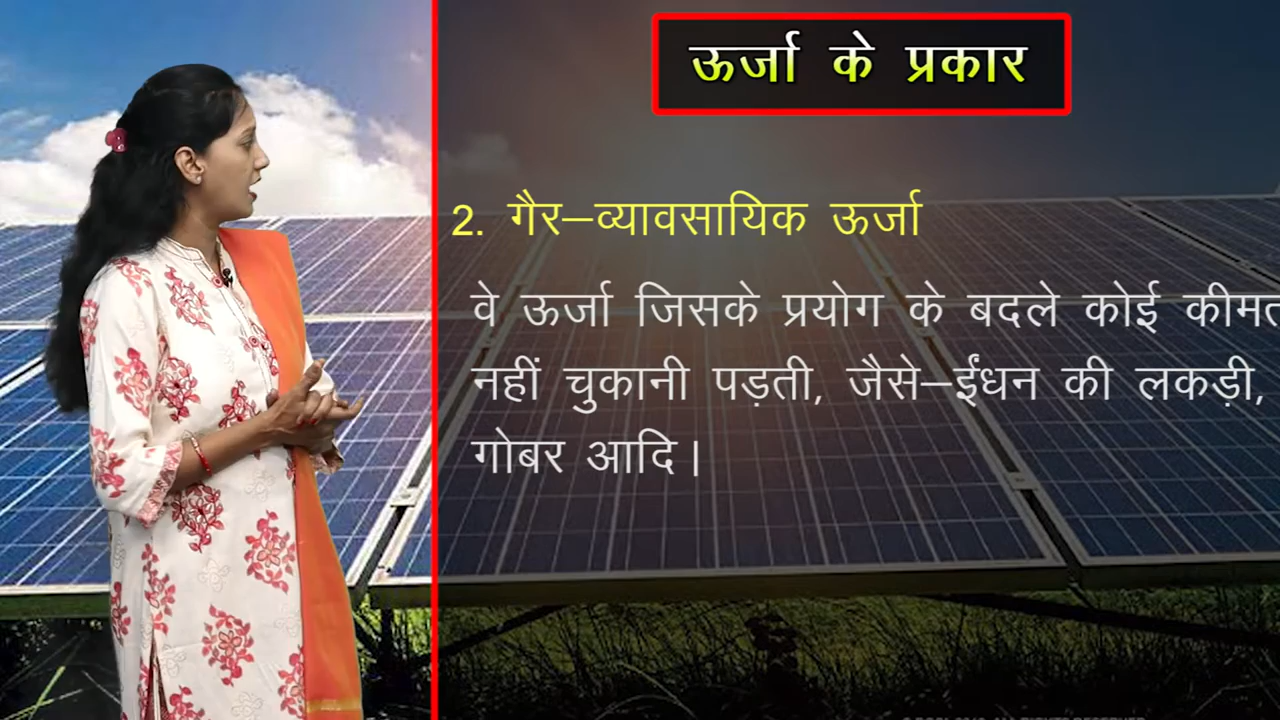 ऊर्जा के प्रकार
2. गैर–व्यावसायिक ऊर्जा
वे ऊर्जा जिसके प्रयोग के बदले कोई कीमत
नहीं चुकानी पड़ती, जैसे–ईंधन की लकड़ी,
गोबर आदि।